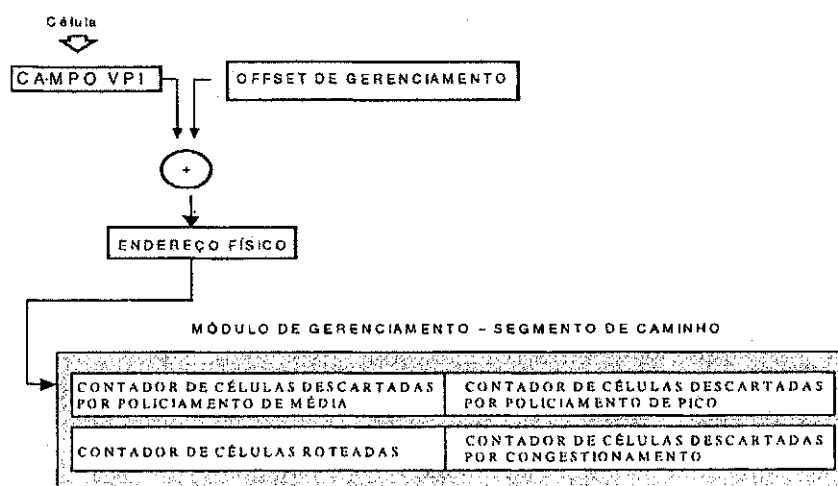 Célula
CAMPO VPI
OFFSET DE GERENCIAMENTO
+
ENDEREÇO FÍSICO
MÓDULO DE GERENCIAMENTO - SEGMENTO DE CAMINHO
CONTADOR DE CÉLULAS DESCARTADAS
POR POLICIAMENTO DE MÉDIA
CONTADOR DE CÉLULAS DESCARTADAS
POR POLICIAMENTO DE PICO
CONTADOR DE CÉLULAS ROTEADAS
CONTADOR DE CÉLULAS DESCARTADAS
POR CONGESTIONAMENTO